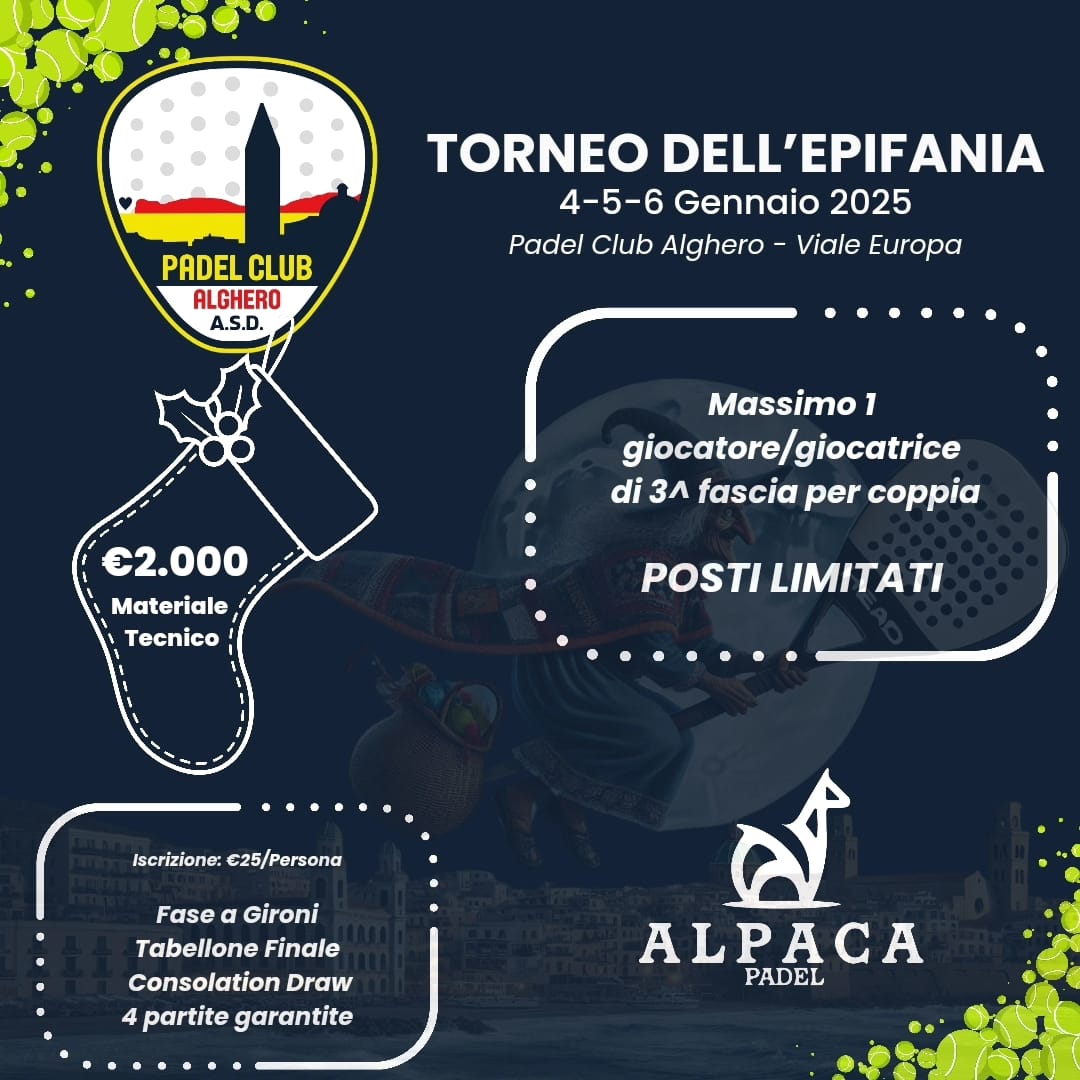 TORNEO DELL'EPIFANIA
4-5-6 Gennaio 2025
Padel Club Alghero - Viale Europa
PADEL CLUB
ALGHERO
A.S.D.
Massimo 1
giocatore/giocatrice
di 3^ fascia per coppia
POSTI LIMITATI
€2.000
Materiale
Tecnico
HEAD
Iscrizione: €25/Persona
Fase a Gironi
Tabellone Finale
Consolation Draw
4 partite garantite
ALPACA
PADEL